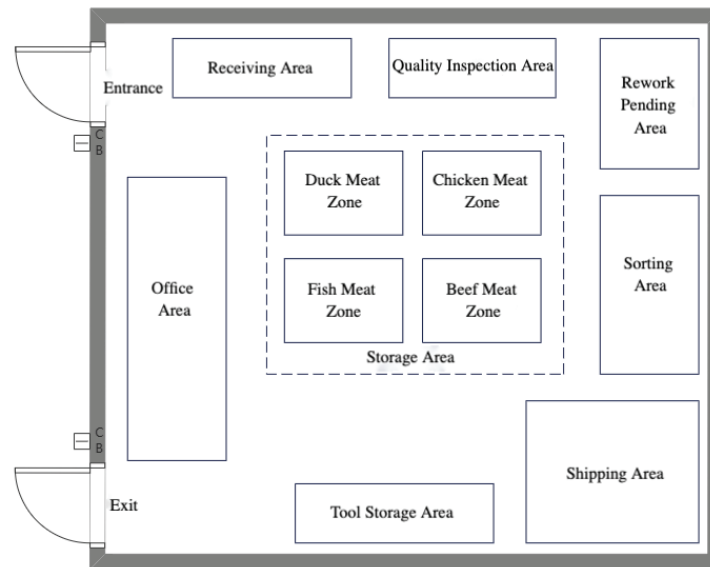 Receiving Area
Quality Inspection Area
Rework
Pending
Area
Entrance
C
B
Duck Meat
Zone
Chicken Meat
Zone
Office
Area
Fish Meat
Zone
Beef Meat
Zone
Sorting
Area
Storage Area
C
B
Shipping Area
Exit
Tool Storage Area